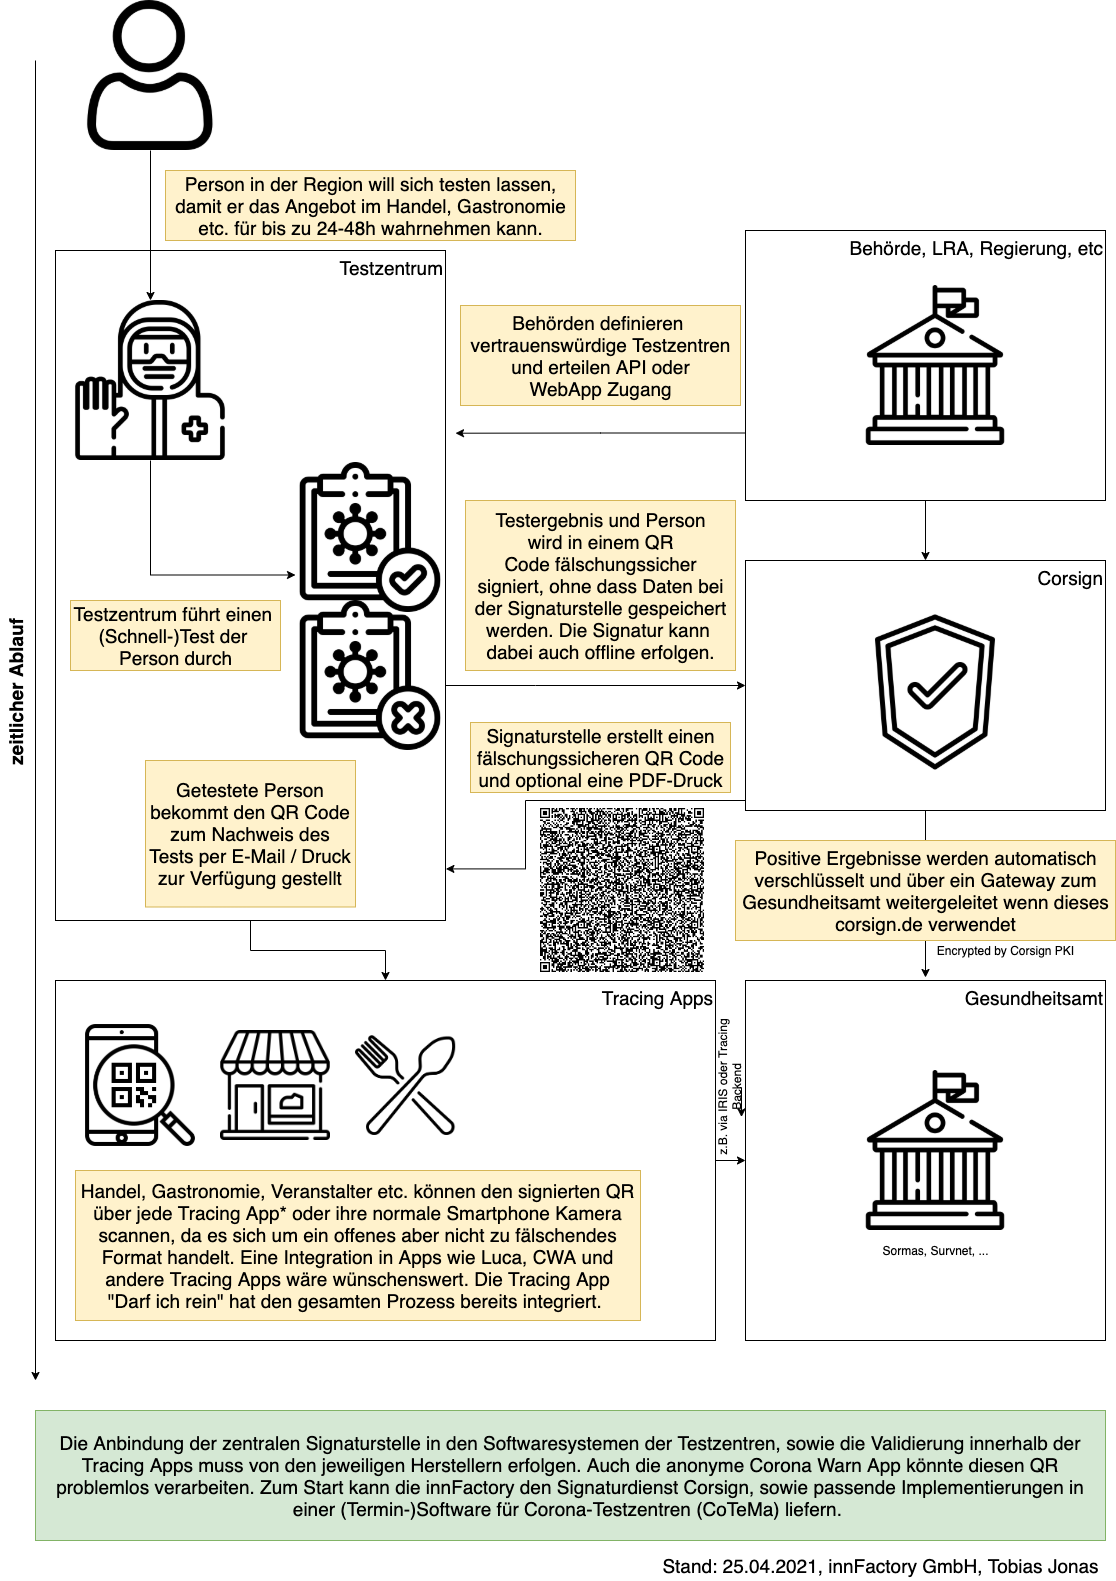 Person in der Region will sich testen lassen,
damit er das Angebot im Handel, Gastronomie
etc. für bis zu 24-48h wahrnehmen kann.
Testzentrum
Behörde, LRA, Regierung, etc
Behörden definieren
vertrauenswürdige Testzentren
und erteilen API oder
WebApp Zugang
Testergebnis und Person
wird in einem QR
Code fälschungssicher
signiert, ohne dass Daten bei
der Signaturstelle gespeichert
werden. Die Signatur kann
dabei auch offline erfolgen.
Corsign
Testzentrum führt einen
(Schnell-)Test der
Person durch
zeitlicher Ablauf
Signaturstelle erstellt einen
fälschungssicheren QR Code
und optional eine PDF-Druck
Getestete Person
bekommt den QR Code
zum Nachweis des
Tests per E-Mail / Druck
zur Verfügung gestellt
Positive Ergebnisse werden automatisch
verschlüsselt und über ein Gateway zum
Gesundheitsamt weitergeleitet wenn dieses
corsign.de verwendet
Encrypted by Corsign PKI
Tracing Apps
Gesundheitsamt
z.B. via IRIS oder Tracing
Backend
Handel, Gastronomie, Veranstalter etc. können den signierten QR
über jede Tracing App* oder ihre normale Smartphone Kamera
scannen, da es sich um ein offenes aber nicht zu fälschendes
Format handelt. Eine Integration in Apps wie Luca, CWA und
andere Tracing Apps wäre wünschenswert. Die Tracing App
"Darf ich rein" hat den gesamten Prozess bereits integriert.
Sormas, Survnet, ...
Die Anbindung der zentralen Signaturstelle in den Softwaresystemen der Testzentren, sowie die Validierung innerhalb der
Tracing Apps muss von den jeweiligen Herstellern erfolgen. Auch die anonyme Corona Warn App könnte diesen QR
problemlos verarbeiten. Zum Start kann die innFactory den Signaturdienst Corsign, sowie passende Implementierungen in
einer (Termin-)Software für Corona-Testzentren (CoTeMa) liefern.
Stand: 25.04.2021, innFactory GmbH, Tobias Jonas